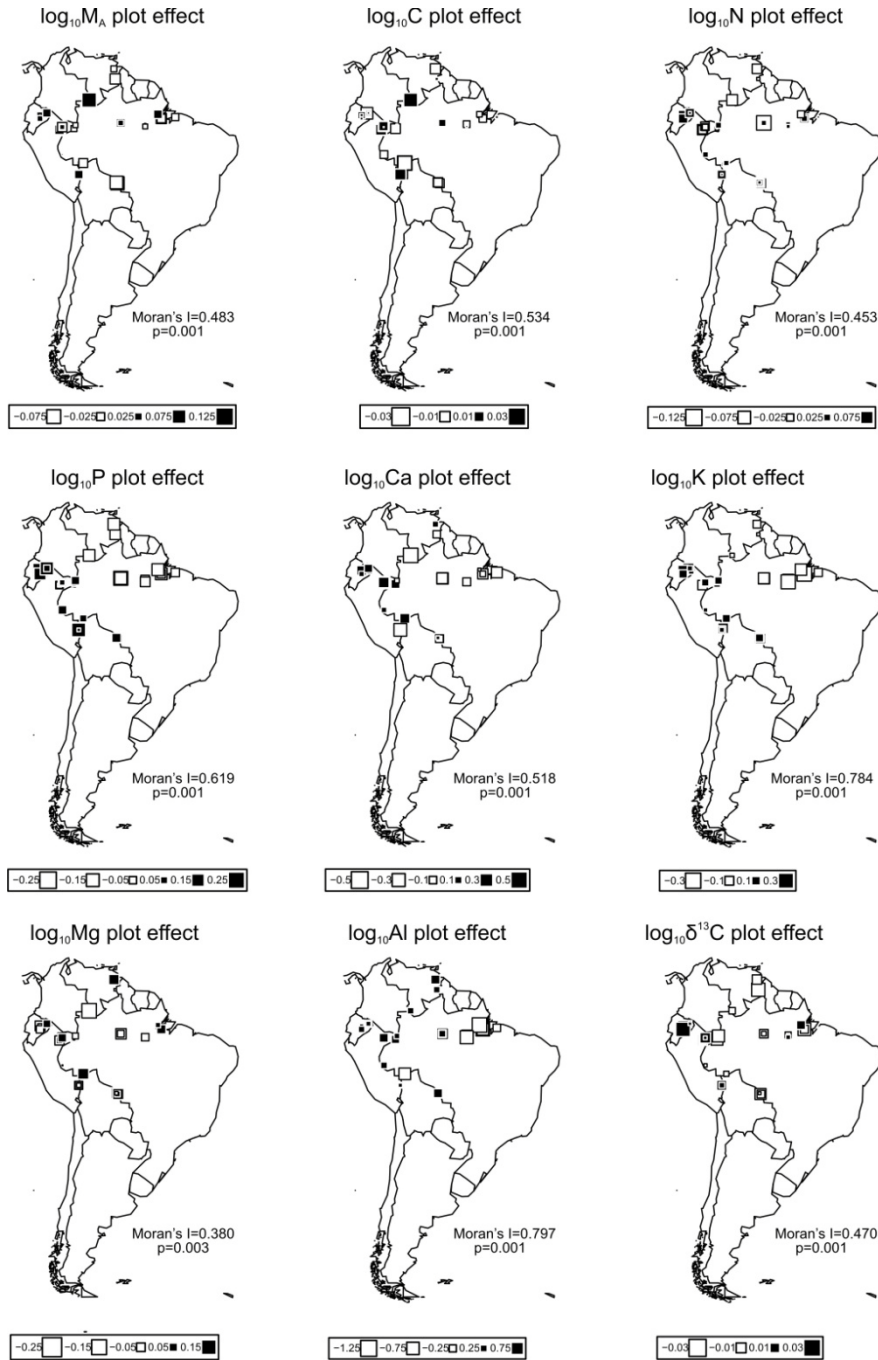 log₁₀M_A plot effect
log₁₀C plot effect
log₁₀N plot effect
Moran's I=0.483
p=0.001
Moran's I=0.534
p=0.001
Moran's I=0.453
p=0.001
−0.075 −0.025 0.025 0.075 0.125
−0.03 −0.01 0.01 0.03
−0.125 −0.075 −0.025 0.025 0.075
log₁₀P plot effect
log₁₀Ca plot effect
log₁₀K plot effect
Moran's I=0.619
p=0.001
Moran's I=0.518
p=0.001
Moran's I=0.784
p=0.001
−0.25 −0.15 −0.05 0.05 0.15 0.25
−0.5 −0.3 −0.1 0.1 0.3 0.5
−0.3 −0.1 0.1 0.3
log₁₀Mg plot effect
log₁₀Al plot effect
log₁₀δ¹³C plot effect
Moran's I=0.380
p=0.003
Moran's I=0.797
p=0.001
Moran's I=0.470
p=0.001
−0.25 −0.15 −0.05 0.05 0.15
−1.25 −0.75 −0.25 0.25 0.75
−0.03 −0.01 0.01 0.03